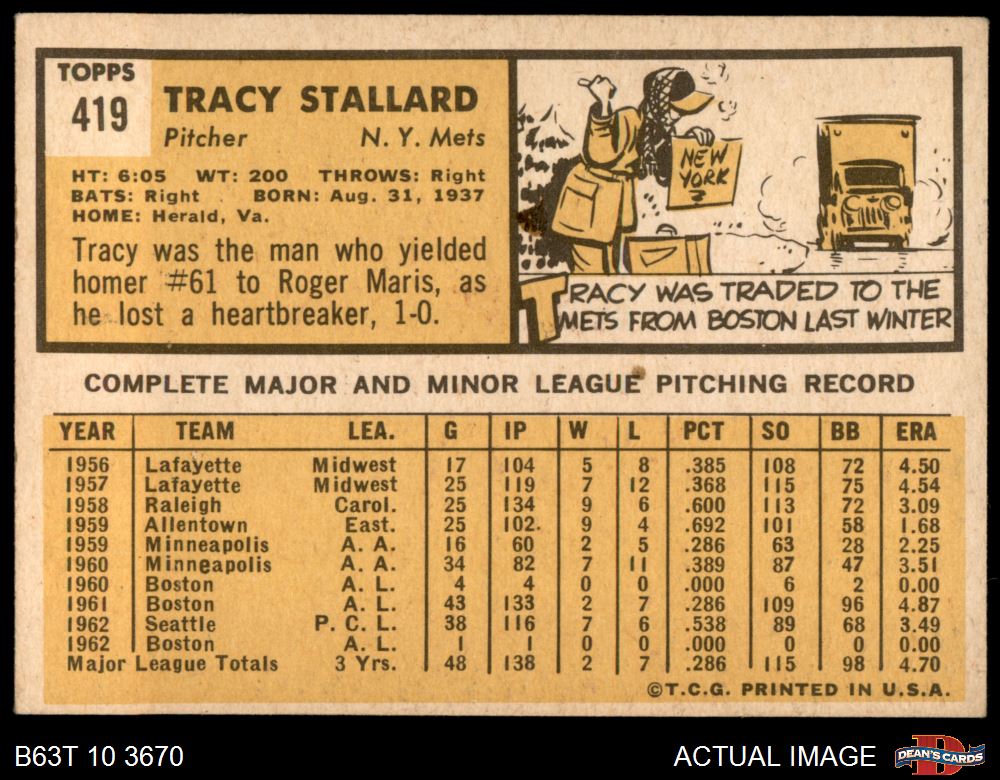 TOPPS
419
TRACY STALLARD
Pitcher N. Y. Mets
HT: 6:05 WT: 200 THROWS: Right
BATS: Right BORN: Aug. 31, 1937
HOME: Herald, Va.
Tracy was the man who yielded
homer #61 to Roger Maris, as
he lost a heartbreaker, 1-0.
NEW
YORK
?
TRACY WAS TRADED TO THE
METS FROM BOSTON LAST WINTER
COMPLETE MAJOR AND MINOR LEAGUE PITCHING RECORD
YEAR TEAM LEA. G IP W L PCT SO BB ERA
1956 Lafayette Midwest 17 104 5 8 .385 108 72 4.50
1957 Lafayette Midwest 25 119 7 12 .368 115 75 4.54
1958 Raleigh Carol. 25 134 9 6 .600 113 72 3.09
1959 Allentown East. 25 102. 9 4 .692 101 58 1.68
1959 Minneapolis A. A. 16 60 2 5 .286 63 28 2.25
1960 Minneapolis A. A. 34 82 7 11 .389 87 47 3.51
1960 Boston A. L. 4 4 0 0 .000 6 2 0.00
1961 Boston A. L. 43 133 2 7 .286 109 96 4.87
1962 Seattle P. C. L. 38 116 7 6 .538 89 68 3.49
1962 Boston A. L. 1 1 0 0 .000 0 0 0.00
Major League Totals 3 Yrs. 48 138 2 7 .286 115 98 4.70
©T.C.G. PRINTED IN U.S.A.
B63T 10 3670 ACTUAL IMAGE DEAN'S CARDS